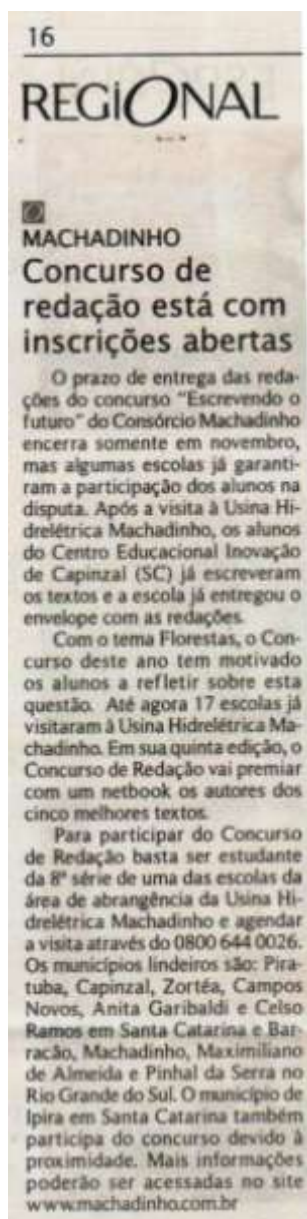 16
REGIONAL
MACHADINHO
Concurso de
redação está com
inscrições abertas
O prazo de entrega das reda-
ções do concurso "Escrevendo o
futuro" do Consórcio Machadinho
encerra somente em novembro,
mas algumas escolas já garanti-
ram a participação dos alunos na
disputa. Após a visita à Usina Hi-
drelétrica Machadinho, os alunos
do Centro Educacional Inovação
de Capinzal (SC) já escreveram
os textos e a escola já entregou o
envelope com as redações.
Com o tema Florestas, o Con-
curso deste ano tem motivado
os alunos a refletir sobre esta
questão. Até agora 17 escolas já
visitaram à Usina Hidrelétrica Ma-
chadinho. Em sua quinta edição, o
Concurso de Redação vai premiar
com um netbook os autores dos
cinco melhores textos.
Para participar do Concurso
de Redação basta ser estudante
da 8ª série de uma das escolas da
área de abrangência da Usina Hi-
drelétrica Machadinho e agendar
a visita através do 0800 644 0026.
Os municípios lindeiros são: Pira-
tuba, Capinzal, Zortéa, Campos
Novos, Anita Garibaldi e Celso
Ramos em Santa Catarina e Bar-
racão, Machadinho, Maximiliano
de Almeida e Pinhal da Serra no
Rio Grande do Sul. O município de
Ipira em Santa Catarina também
participa do concurso devido à
proximidade. Mais informações
poderão ser acessadas no site
www.machadinho.com.br